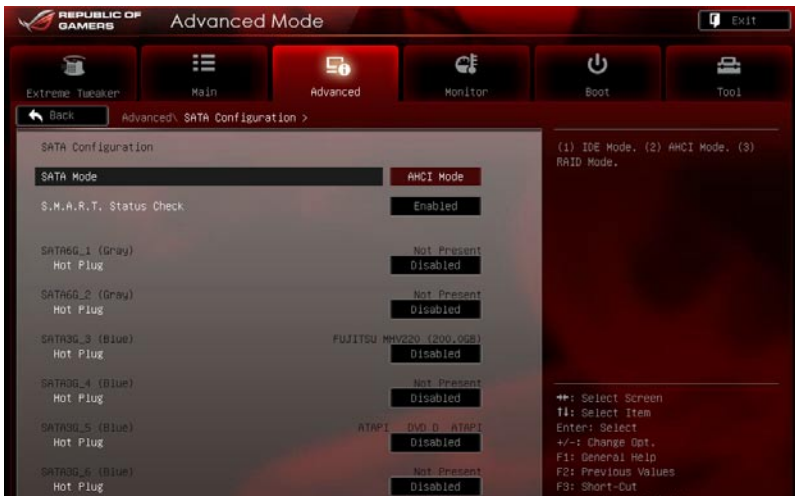 REPUBLIC OF
GAMERS
Advanced Mode
Exit
Extreme Tweaker
Main
Advanced
Monitor
Boot
Tool
Back
Advanced\ SATA Configuration >
SATA Configuration
SATA Mode AHCI Mode
S.M.A.R.T. Status Check Enabled
SATA6G_1 (Gray) Not Present
Hot Plug Disabled
SATA6G_2 (Gray) Not Present
Hot Plug Disabled
SATA3G_3 (Blue) FUJITSU MHV220 (200.0GB)
Hot Plug Disabled
SATA3G_4 (Blue) Not Present
Hot Plug Disabled
SATA3G_5 (Blue) ATAPI DVD D ATAPI
Hot Plug Disabled
SATA3G_6 (Blue) Not Present
Hot Plug Disabled
(1) IDE Mode. (2) AHCI Mode. (3)
RAID Mode.
→←: Select Screen
↑↓: Select Item
Enter: Select
+/-: Change Opt.
F1: General Help
F2: Previous Values
F3: Short-Cut